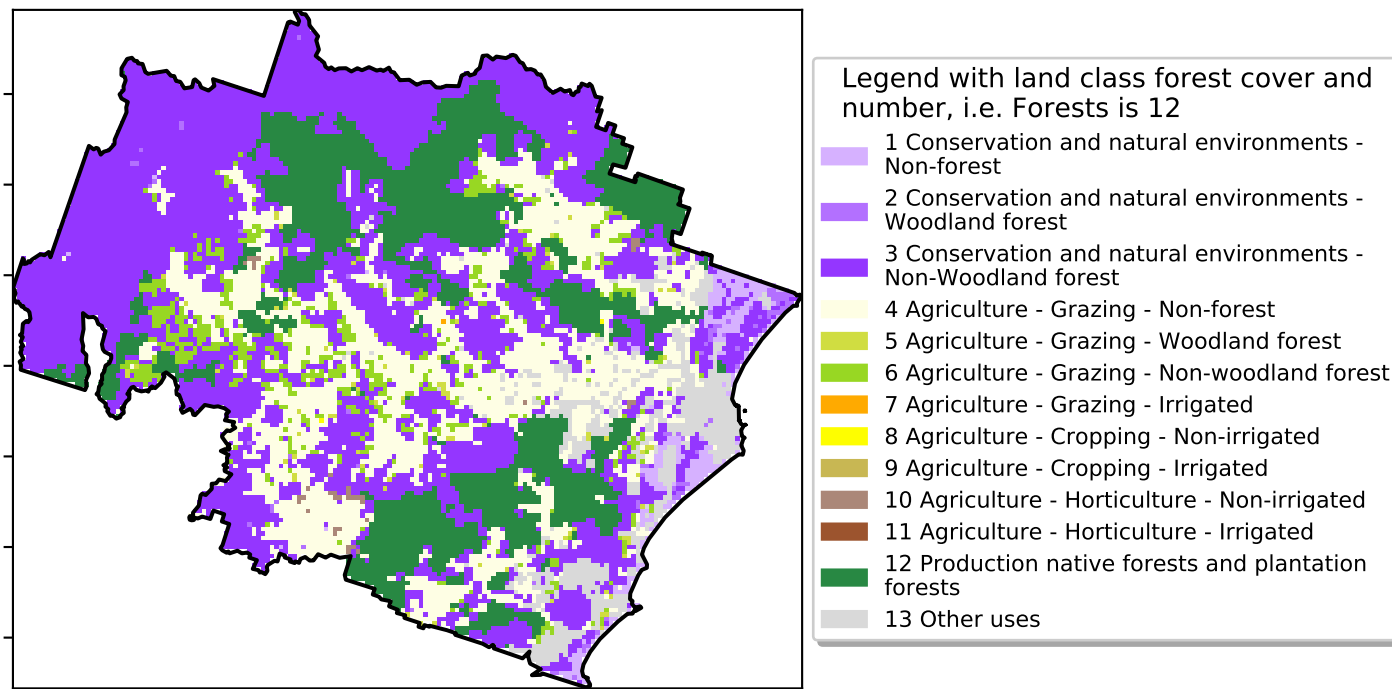 Legend with land class forest cover and
number, i.e. Forests is 12
1 Conservation and natural environments -
Non-forest
2 Conservation and natural environments -
Woodland forest
3 Conservation and natural environments -
Non-Woodland forest
4 Agriculture - Grazing - Non-forest
5 Agriculture - Grazing - Woodland forest
6 Agriculture - Grazing - Non-woodland forest
7 Agriculture - Grazing - Irrigated
8 Agriculture - Cropping - Non-irrigated
9 Agriculture - Cropping - Irrigated
10 Agriculture - Horticulture - Non-irrigated
11 Agriculture - Horticulture - Irrigated
12 Production native forests and plantation
forests
13 Other uses